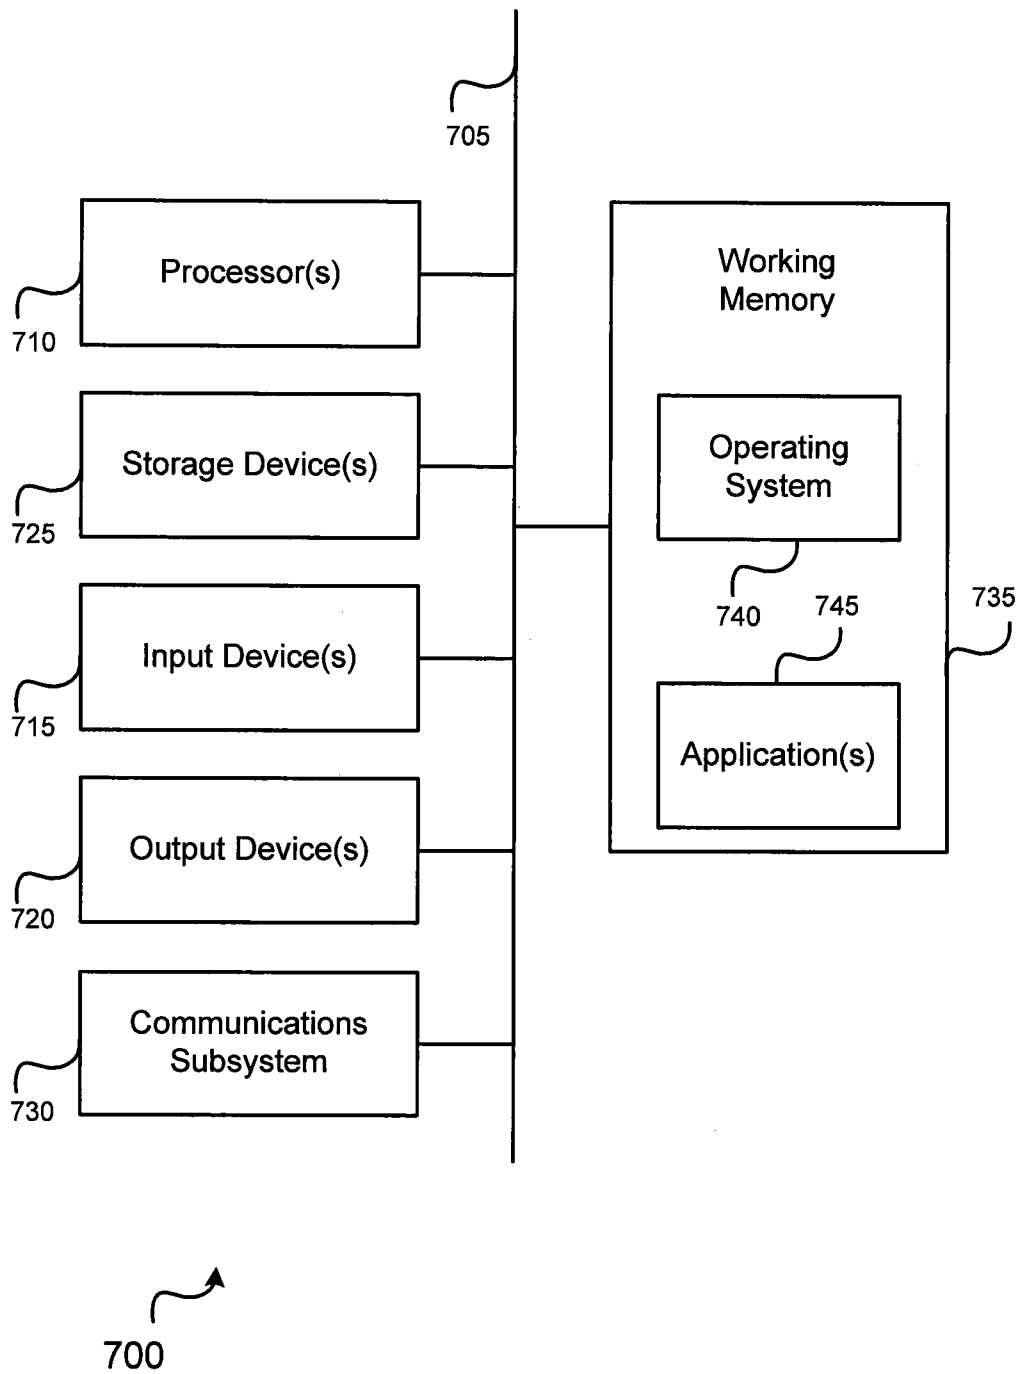 705
Processor(s)
710
Storage Device(s)
725
Input Device(s)
715
Output Device(s)
720
Communications
Subsystem
730
Working
Memory
Operating
System
740
745
735
Application(s)
700